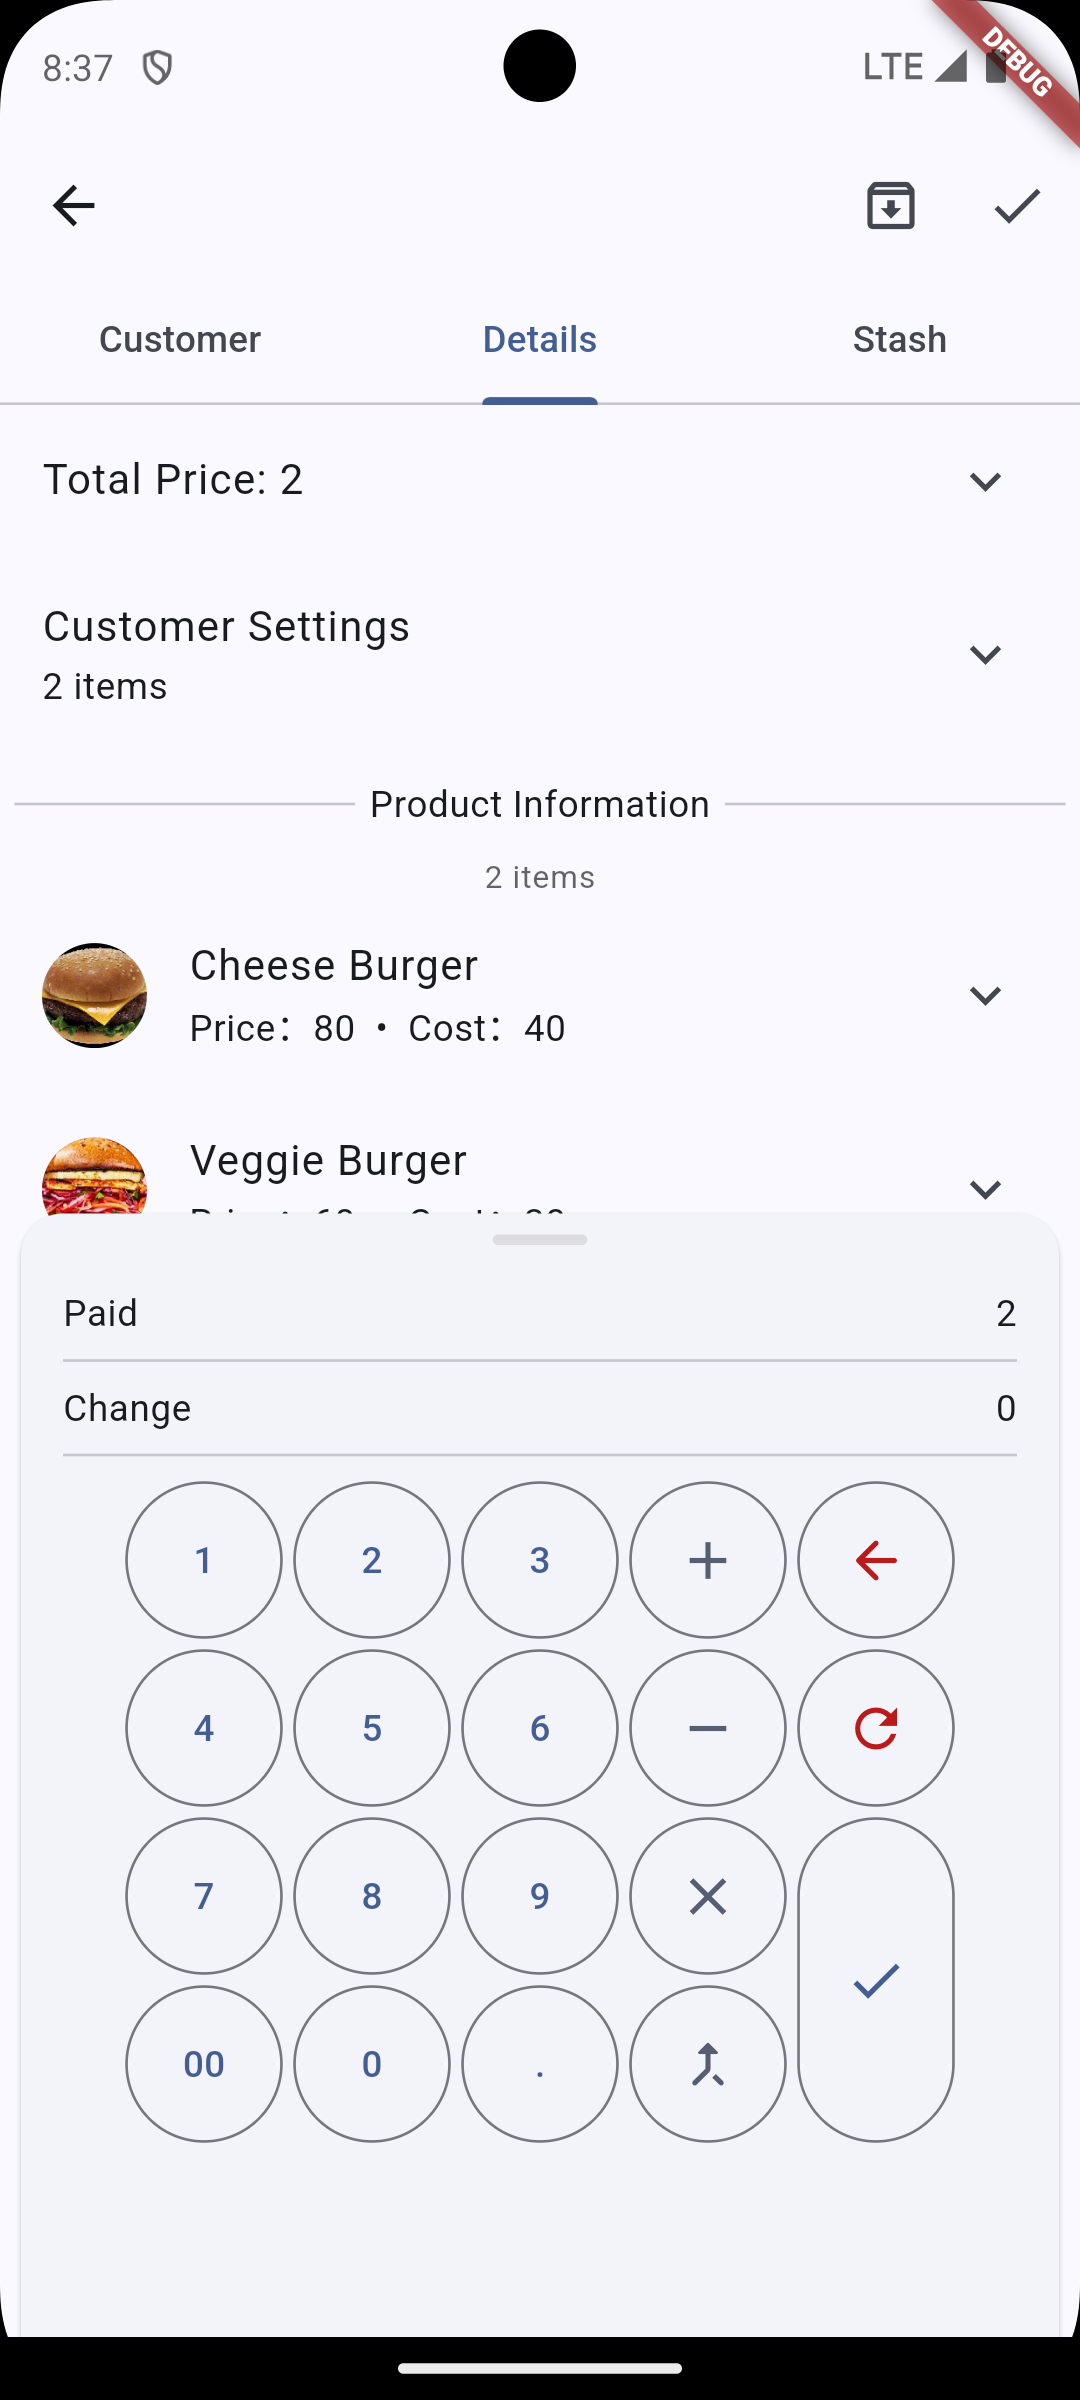 8:37
LTE
DEBUG
Customer
Details
Stash
Total Price: 2
Customer Settings
2 items
Product Information
2 items
Cheese Burger
Price: 80 • Cost: 40
Veggie Burger
Paid 2
Change 0
1 2 3
4 5 6
7 8 9
00 0 .